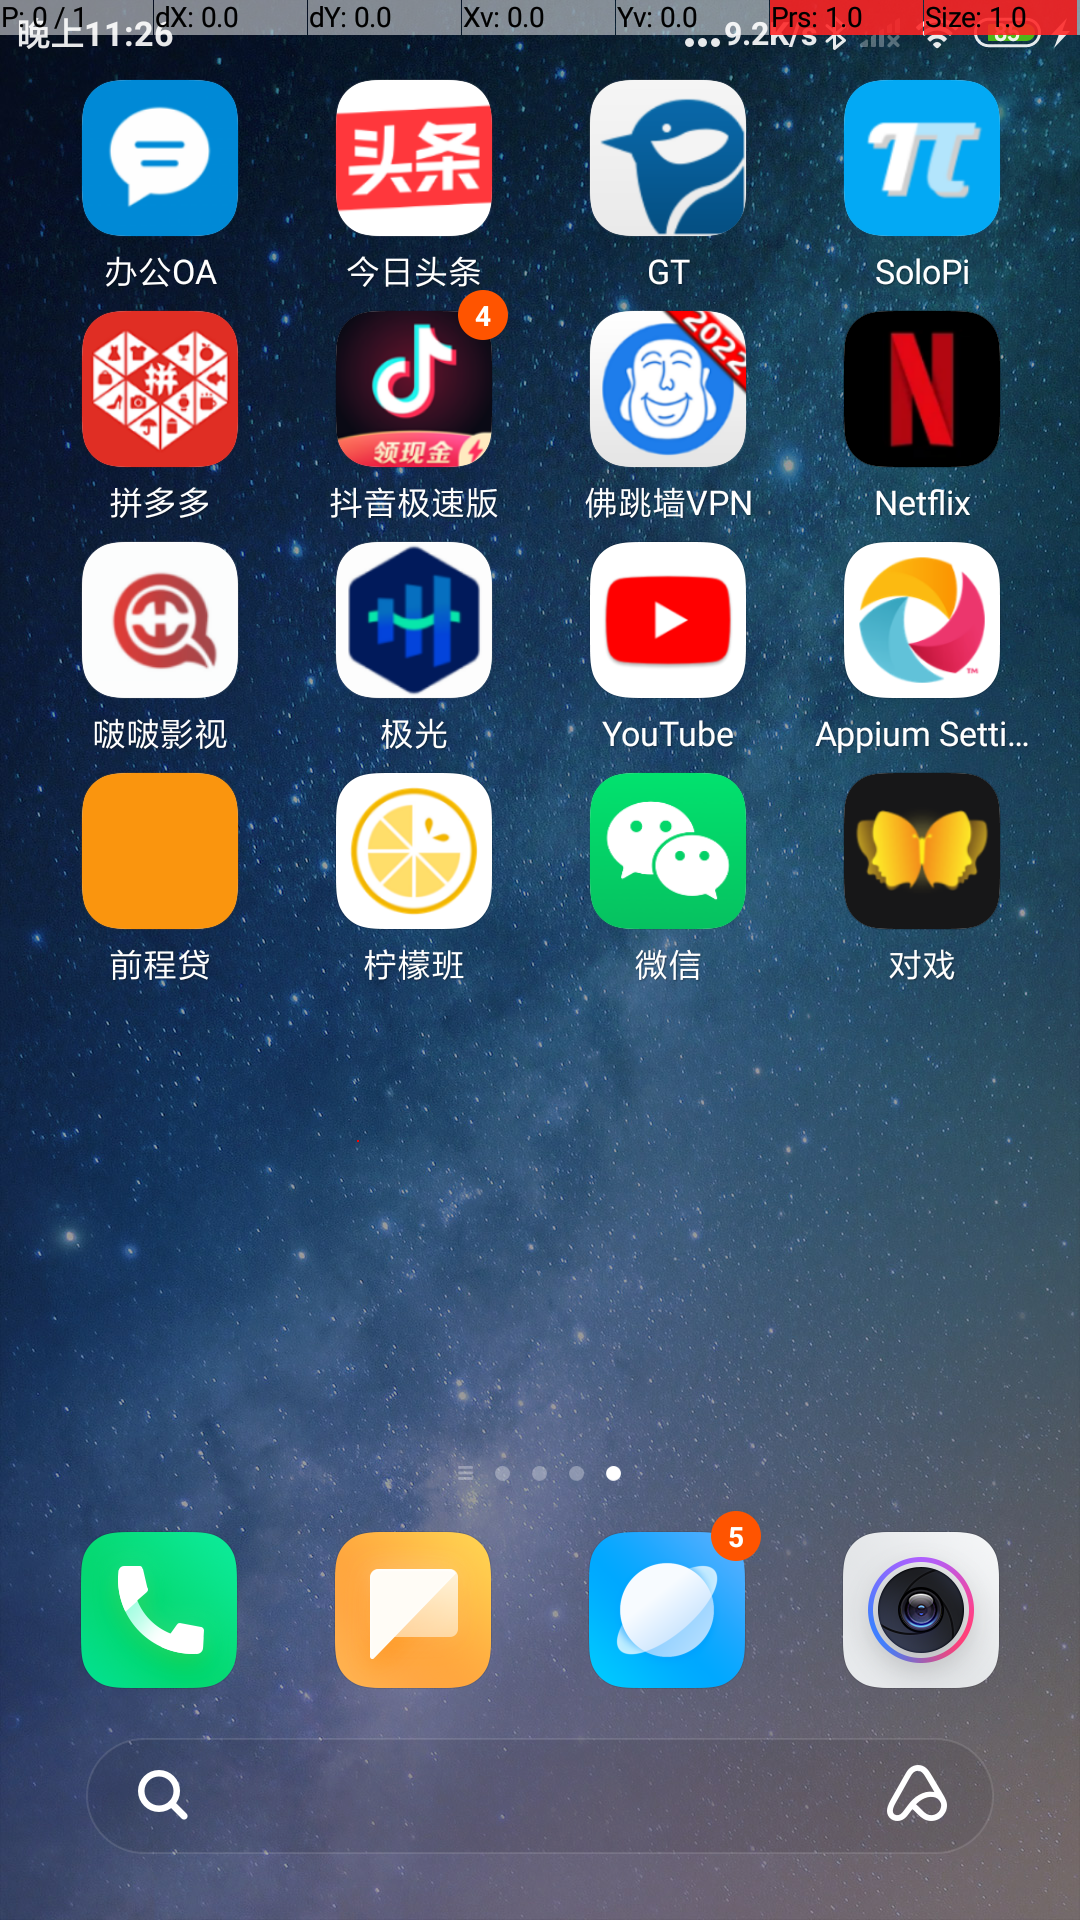 P: 0 / 1 dX: 0.0 dY: 0.0 Xv: 0.0 Yv: 0.0 Prs: 1.0 Size: 1.0
晚上11:26 ...9.2K/s
头条
π
办公OA 今日头条 GT SoloPi
拼 4 领现金 2022 N
拼多多 抖音极速版 佛跳墙VPN Netflix
TM
啵啵影视 极光 YouTube Appium Setti...
前程贷 柠檬班 微信 对戏
5